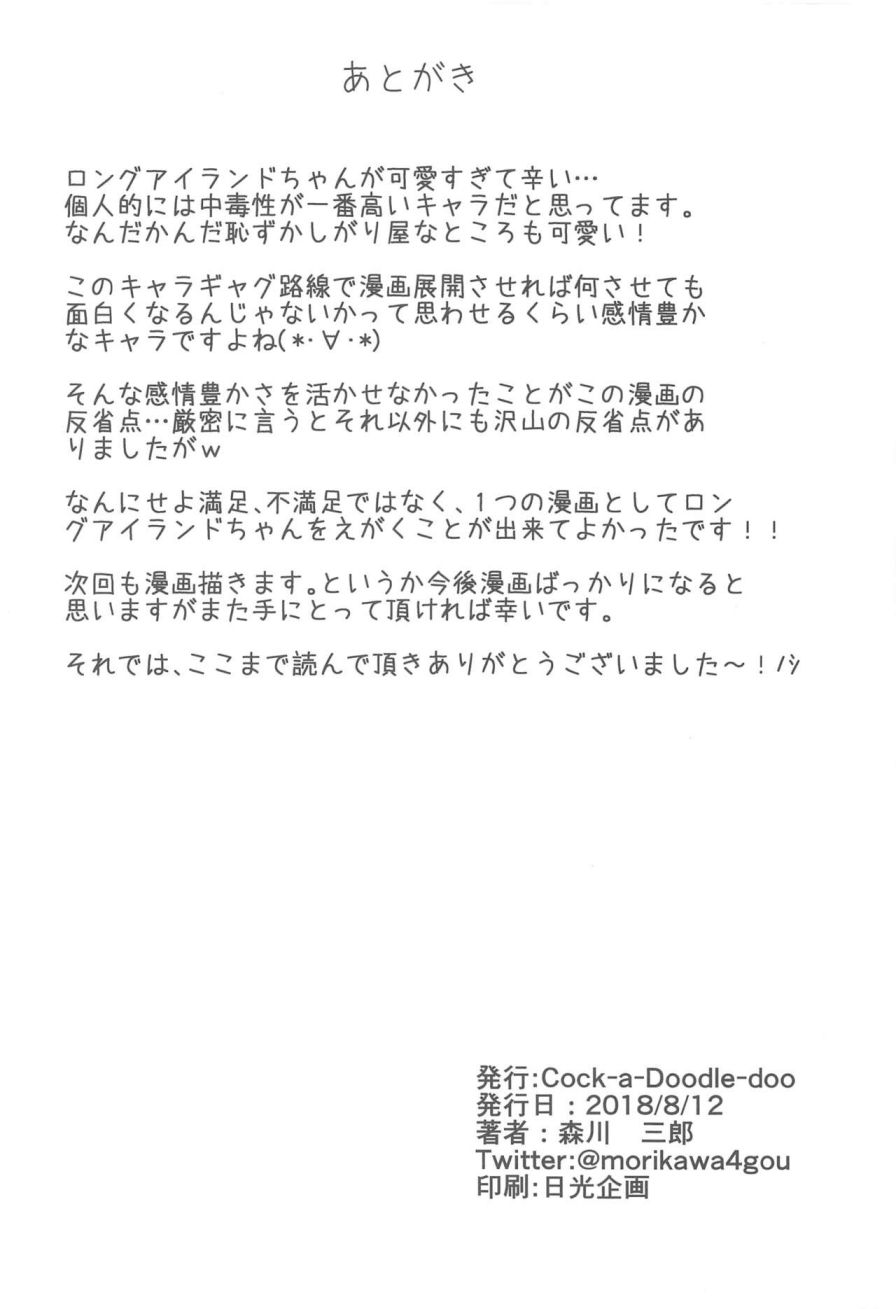 あとがき
ロングアイランドちゃんが可愛すぎて辛い…
個人的には中毒性が一番高いキャラだと思ってます。
なんだかんだ恥ずかしがり屋なところも可愛い！
このキャラギャグ路線で漫画展開させれば何させても
面白くなるんじゃないかって思わせるくらい感情豊か
なキャラですよね(*･∀･*)
そんな感情豊かさを活かせなかったことがこの漫画の
反省点…厳密に言うとそれ以外にも沢山の反省点があ
りましたがｗ
なんにせよ満足、不満足ではなく、１つの漫画としてロン
グアイランドちゃんをえがくことが出来てよかったです！！
次回も漫画描きます。というか今後漫画ばっかりになると
思いますがまた手にとって頂ければ幸いです。
それでは、ここまで読んで頂きありがとうございました～！ﾉｼ
発行:Cock-a-Doodle-doo
発行日：2018/8/12
著者：森川　三郎
Twitter:@morikawa4gou
印刷:日光企画